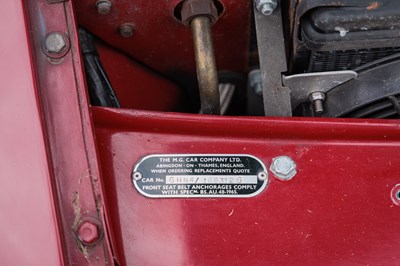 THE M.G. CAR COMPANY LTD.
ABINGDON - ON - THAMES, ENGLAND.
WHEN ORDERING REPLACEMENTS QUOTE
CAR No.
FRONT SEAT BELT ANCHORAGES COMPLY
WITH SPECN. BS.AU.48-1965.